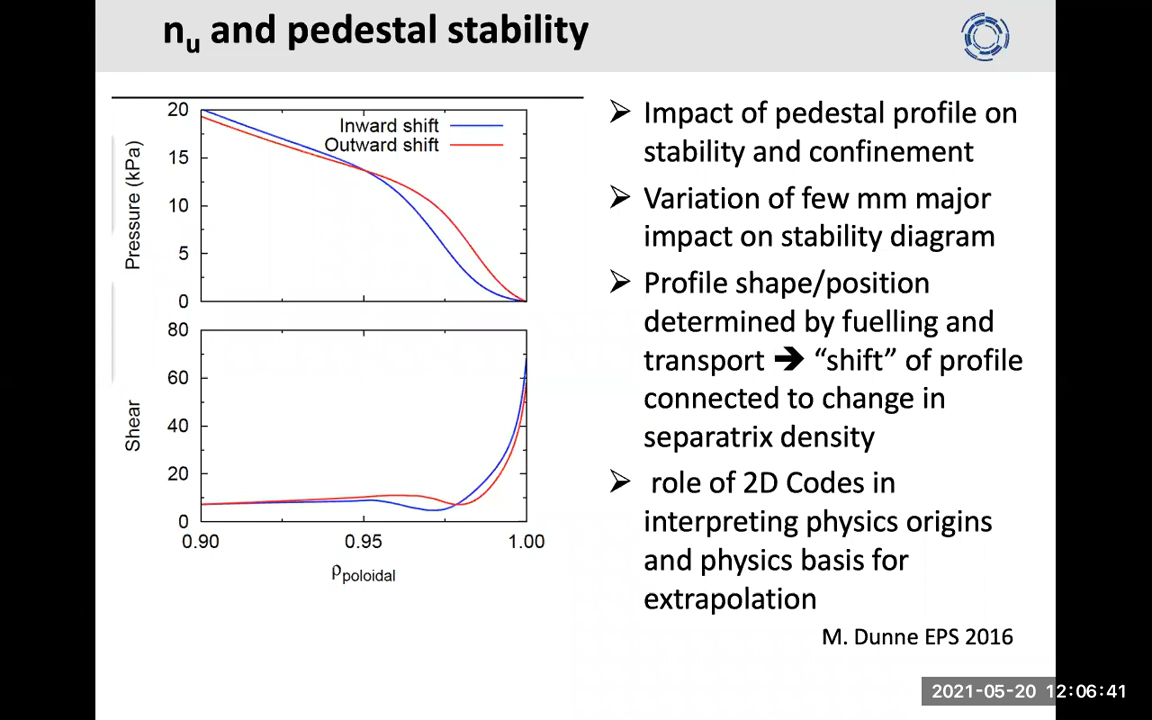 nᵤ and pedestal stability
20
15
10
5
0
Pressure (kPa)
Inward shift
Outward shift
80
60
40
20
0
Shear
0.90
0.95
1.00
ρpoloidal
➢ Impact of pedestal profile on
stability and confinement
➢ Variation of few mm major
impact on stability diagram
➢ Profile shape/position
determined by fuelling and
transport ➔ “shift” of profile
connected to change in
separatrix density
➢ role of 2D Codes in
interpreting physics origins
and physics basis for
extrapolation
M. Dunne EPS 2016
2021-05-20 12:06:41